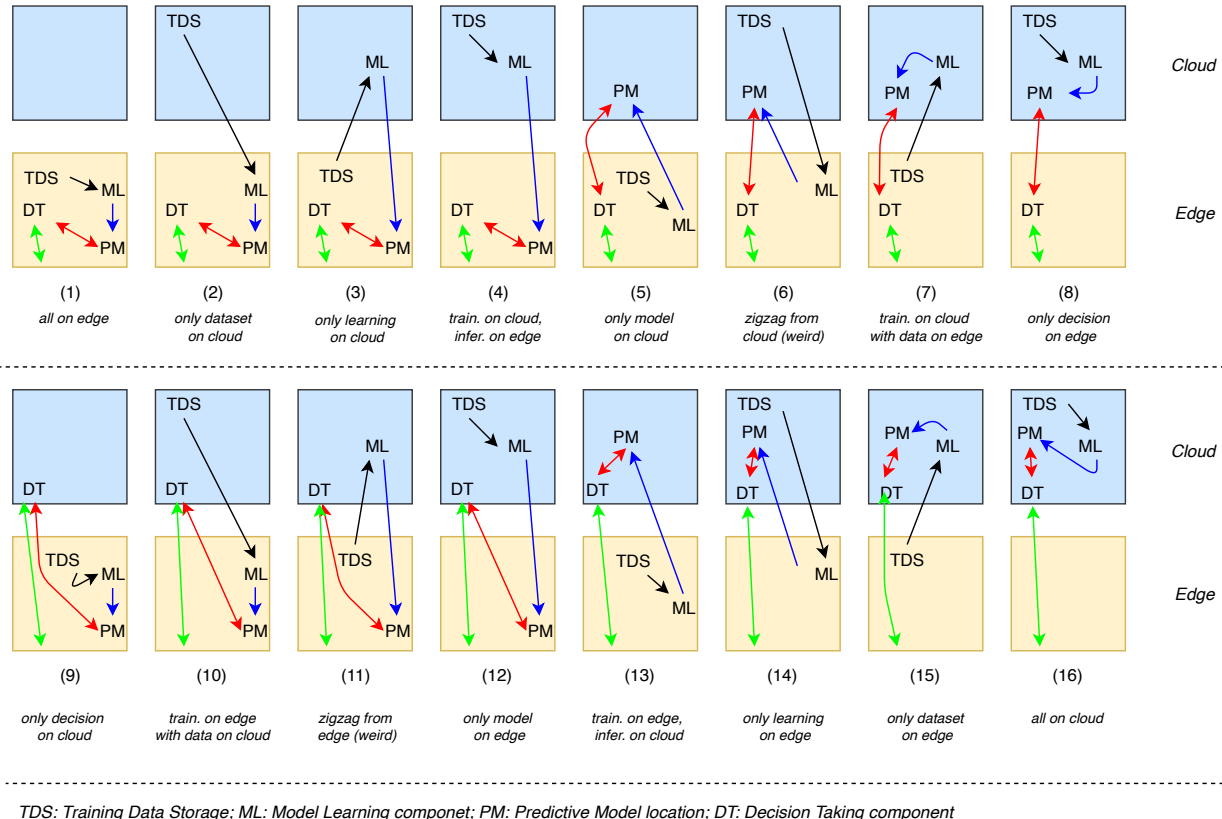 TDS TDS TDS
ML ML ML Cloud
PM PM PM PM
TDS TDS TDS TDS
ML ML ML
DT DT DT DT DT DT DT DT Edge
ML
PM PM PM PM
(1) (2) (3) (4) (5) (6) (7) (8)
all on edge only dataset only learning train. on cloud, only model zigzag from train. on cloud only decision
on cloud on cloud infer. on edge on cloud cloud (weird) with data on edge on edge
TDS TDS TDS TDS
ML ML PM PM PM ML PM ML Cloud
DT DT DT DT DT DT DT DT
TDS TDS TDS TDS
ML ML ML ML Edge
PM PM PM PM
(9) (10) (11) (12) (13) (14) (15) (16)
only decision train. on edge zigzag from only model train. on edge, only learning only dataset all on cloud
on cloud with data on cloud edge (weird) on edge infer. on cloud on edge on edge
TDS: Training Data Storage; ML: Model Learning componet; PM: Predictive Model location; DT: Decision Taking component